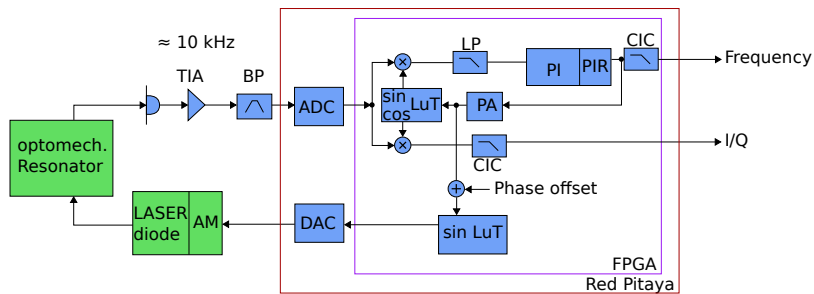 ≈ 10 kHz
TIA
BP
LP
CIC
ADC
×
PI
PIR
Frequency
sin
cos
LuT
PA
×
CIC
I/Q
optomech.
Resonator
+
Phase offset
LASER
diode
AM
DAC
sin LuT
FPGA
Red Pitaya